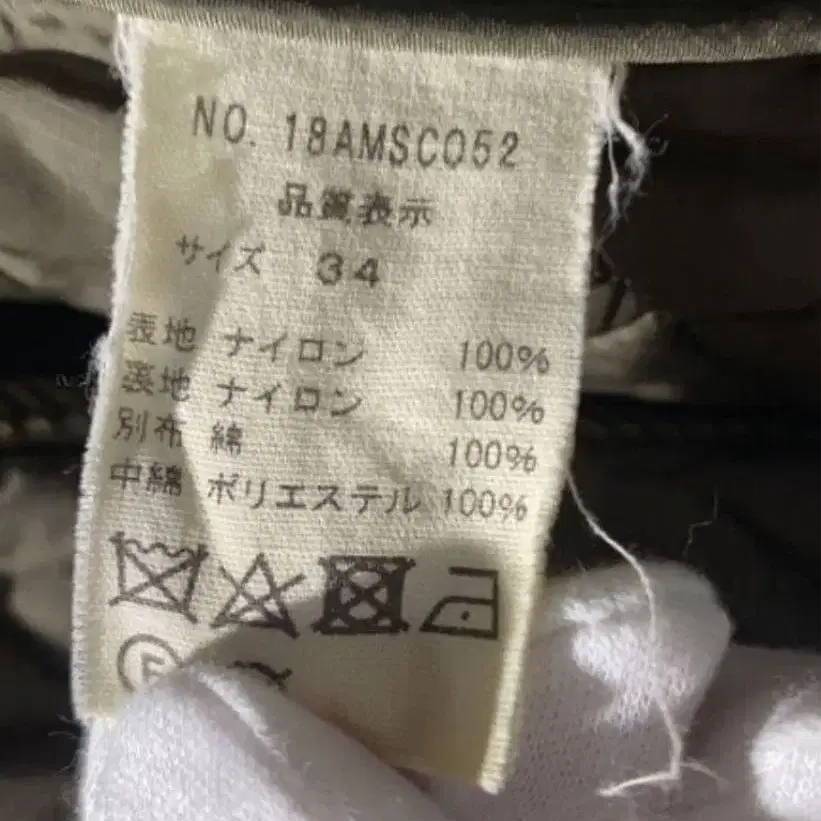 NO. 18AMSC052
品質表示
サイズ 34
表地 ナイロン 100%
裏地 ナイロン 100%
別布 綿 100%
中綿 ポリエステル 100%